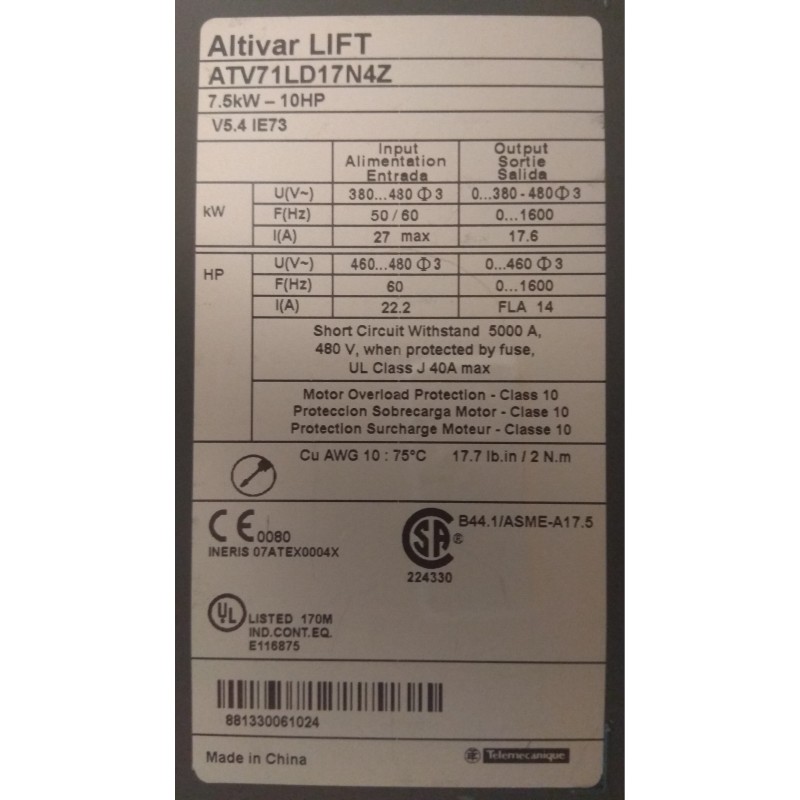 Altivar LIFT
ATV71LD17N4Z
7.5kW – 10HP
V5.4 IE73
Input Output
Alimentation Sortie
Entrada Salida
kW U(V~) 380...480 Φ 3 0...380 - 480 Φ 3
F(Hz) 50 / 60 0...1600
I(A) 27 max 17.6
HP U(V~) 460...480 Φ 3 0...460 Φ 3
F(Hz) 60 0...1600
I(A) 22.2 FLA 14
Short Circuit Withstand 5000 A,
480 V, when protected by fuse,
UL Class J 40A max
Motor Overload Protection - Class 10
Proteccion Sobrecarga Motor - Clase 10
Protection Surcharge Moteur - Classe 10
Cu AWG 10 : 75°C 17.7 lb.in / 2 N.m
CE 0080
INERIS 07ATEX0004X
SA ® B44.1/ASME-A17.5
224330
UL LISTED 170M
IND.CONT.EQ.
E116875
881330061024
Made in China Telemecanique